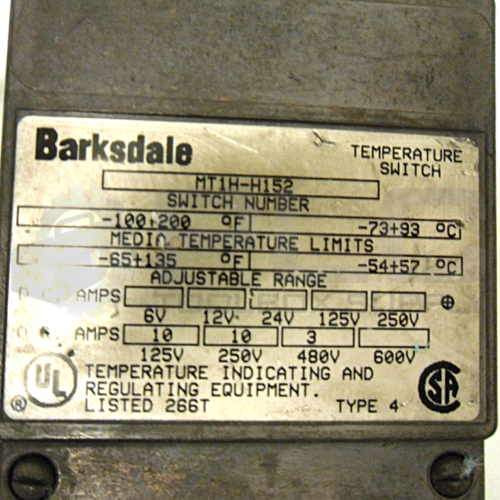 Barksdale TEMPERATURE SWITCH
MT1H-H152
SWITCH NUMBER
-100+200 °F -73+93 °C
MEDIA TEMPERATURE LIMITS
-65+135 °F -54+57 °C
ADJUSTABLE RANGE
D.C. AMPS
6V 12V 24V 125V 250V
A.C. AMPS 10 10 3
125V 250V 480V 600V
UL TEMPERATURE INDICATING AND
REGULATING EQUIPMENT.
® LISTED 266T TYPE 4
SA